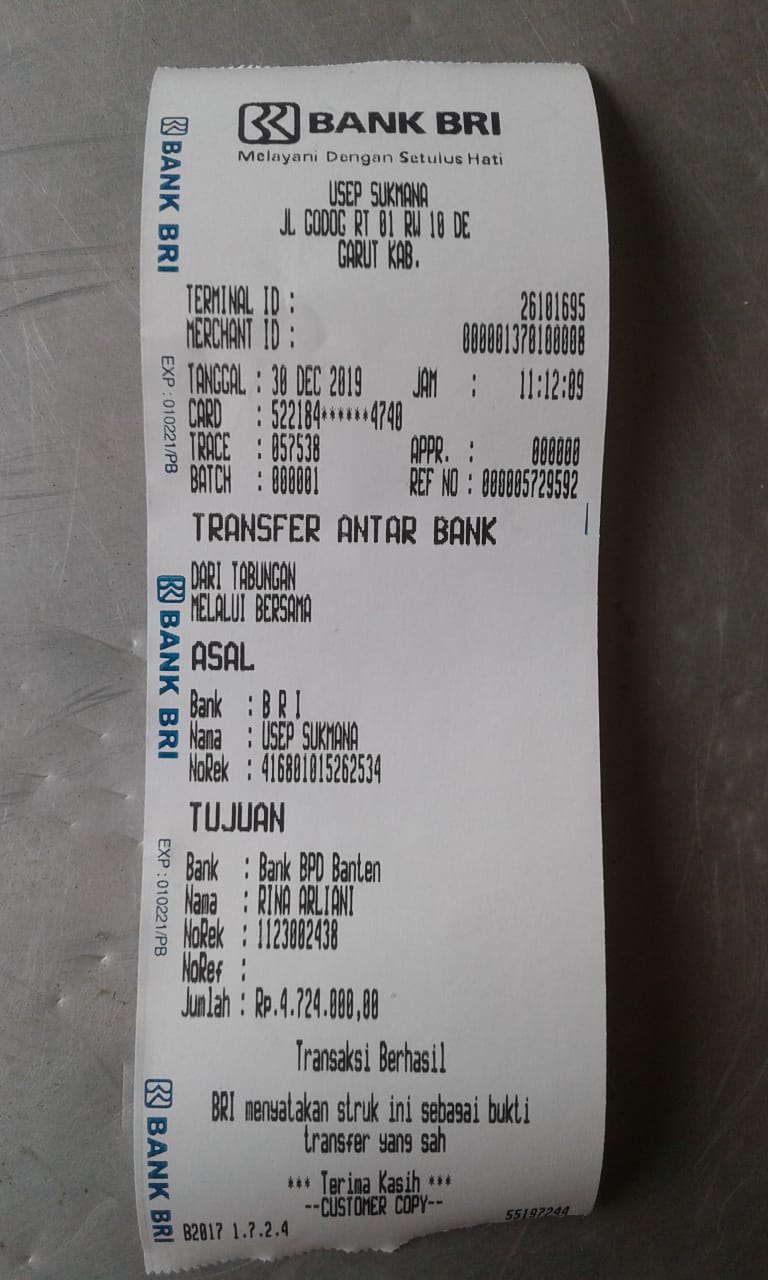 BANK BRI
Melayani Dengan Setulus Hati
USEP SUKMANA
JL GODOG RT 01 RW 10 DE
GARUT KAB.
TERMINAL ID : 26101695
MERCHANT ID : 000001370100008
TANGGAL : 30 DEC 2019 JAM : 11:12:09
CARD : 522184******4740
TRACE : 057538 APPR. : 000000
BATCH : 000001 REF NO : 000005729592
TRANSFER ANTAR BANK
DARI TABUNGAN
MELALUI BERSAMA
ASAL
Bank : B R I
Nama : USEP SUKMANA
NoRek : 416801015262534
TUJUAN
Bank : Bank BPD Banten
Nama : RINA ARLIANI
NoRek : 1123002438
NoRef :
Jumlah : Rp.4.724.000,00
Transaksi Berhasil
BRI menyatakan struk ini sebagai bukti
transfer yang sah
*** Terima Kasih ***
--CUSTOMER COPY--
B2017 1.7.2.4
55197244
BANK BRI
EXP : 010221/PB
BANK BRI
EXP : 010221/PB
BANK BRI